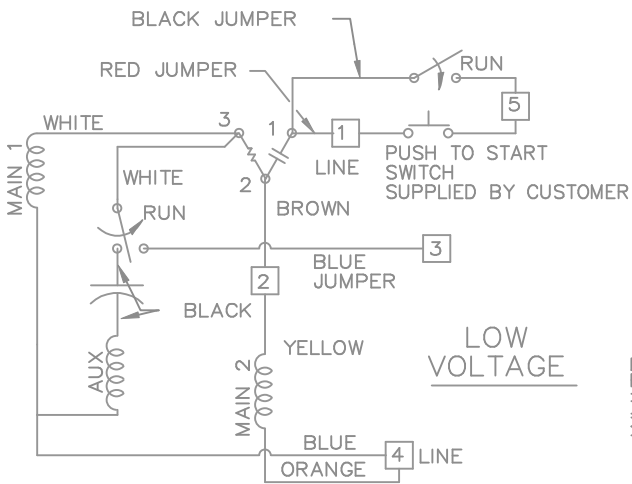 BLACK JUMPER
RED JUMPER
RUN
5
WHITE
3
1
1
LINE
PUSH TO START
SWITCH
SUPPLIED BY CUSTOMER
MAIN 1
WHITE
2
BROWN
RUN
3
BLUE
JUMPER
2
BLACK
YELLOW
LOW
VOLTAGE
AUX
MAIN 2
BLUE
4
LINE
ORANGE